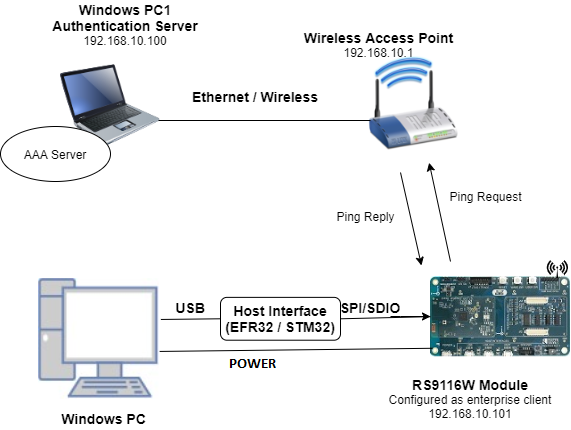 Windows PC1
Authentication Server
192.168.10.100
Wireless Access Point
192.168.10.1
Ethernet / Wireless
AAA Server
Ping Request
Ping Reply
USB
Host Interface
(EFR32 / STM32)
SPI/SDIO
POWER
RS9116W Module
Configured as enterprise client
192.168.10.101
Windows PC